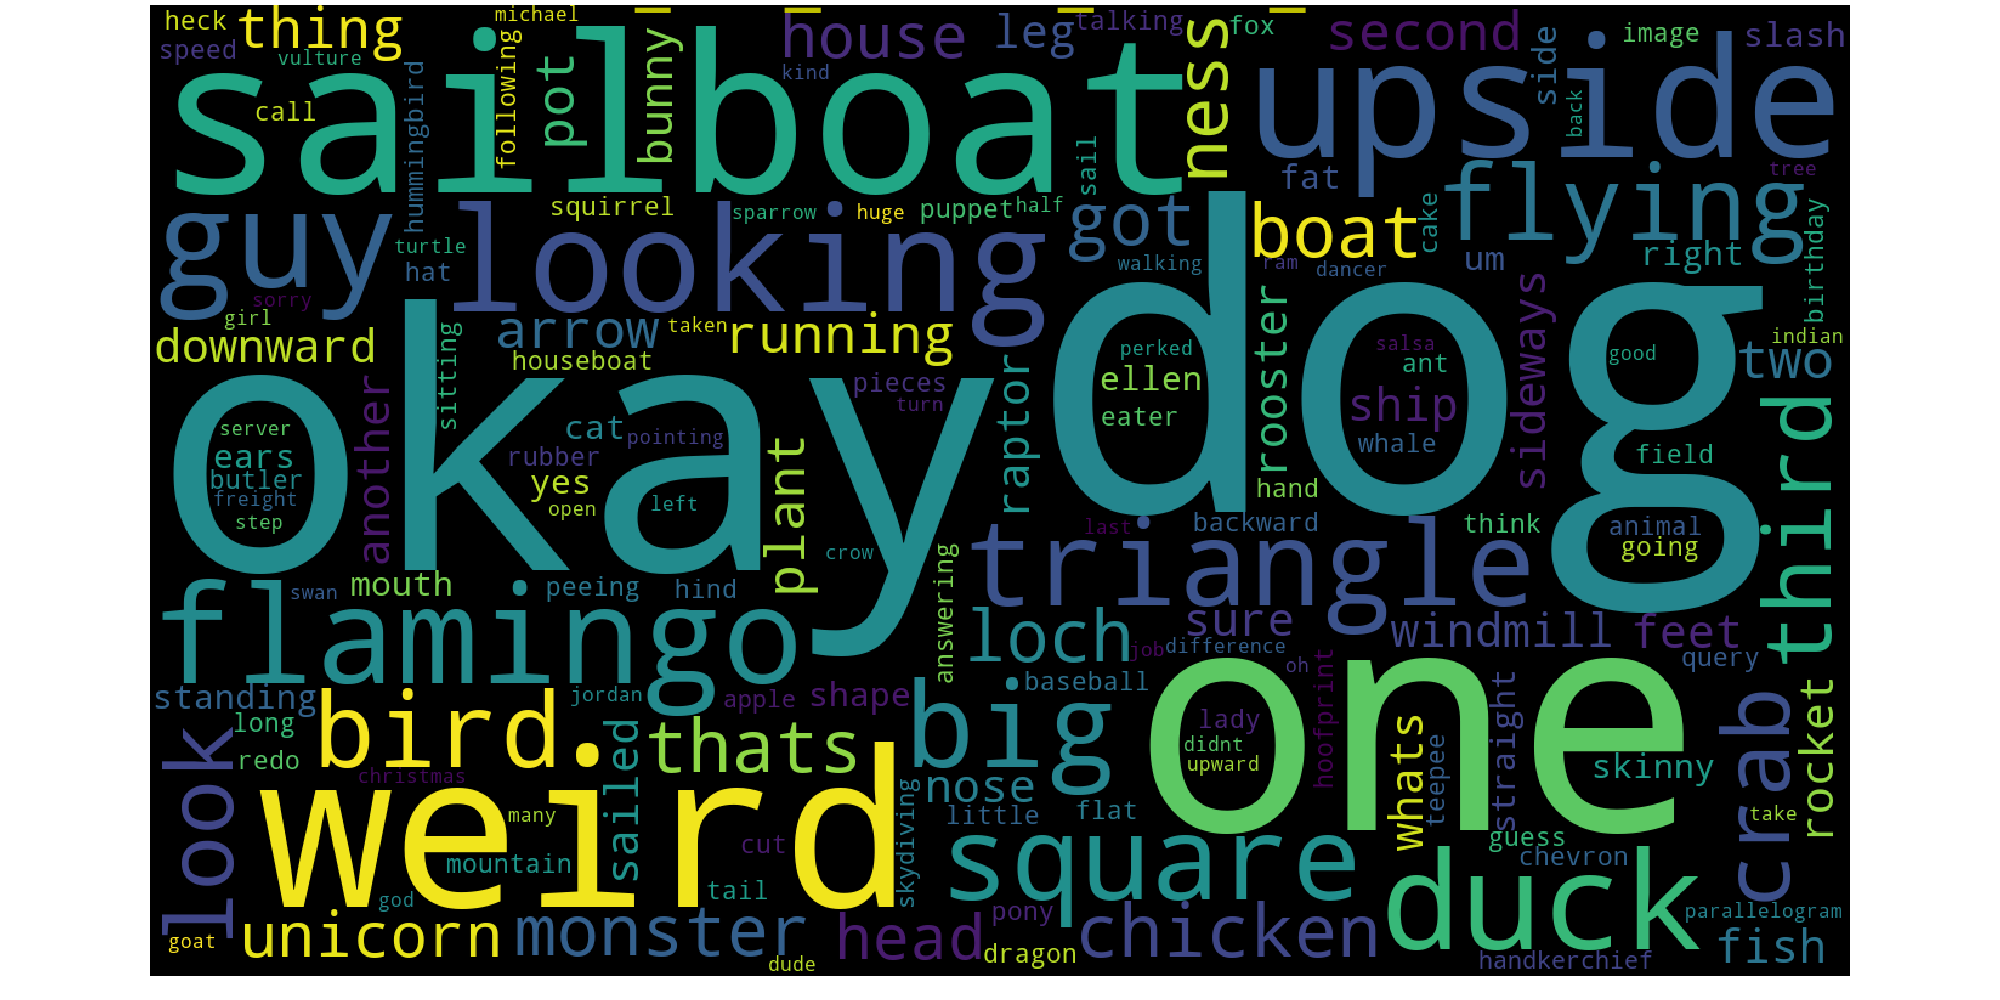 heck
thing
michael
house
leg
talking
fox
second
side
image
slash
speed
vulture
following
pot
bunny
kind
ness
back
sailboat
upside
call
hummingbird
sail
fat
tree
guy
squirrel
sparrow
huge
puppet
half
got
boat
cake
flying
looking
turtle
hat
walking
ram
dancer
um
right
birthday
sorry
girl
downward
arrow
taken
running
houseboat
sitting
another
pieces
turn
raptor
dog
perked
ellen
eater
rooster
salsa
ant
ship
whale
sideways
good
indian
two
third
okay
server
ears
butler
freight
step
cat
pointing
rubber
yes
open
left
plant
crow
hand
field
last
backward
think
animal
going
triangle
swan
mouth
peeing
hind
answering
flamingo
loch
sure
job
difference
oh
windmill
feet
query
standing
jordan
apple
shape
baseball
hoofprint
long
redo
look
bird
thats
sailed
big
one
lady
didnt
upward
whats
teepee
straight
skinny
crab
rocket
christmas
weird
many
mountain
cut
skydiving
nose
little
flat
guess
take
god
tail
square
chevron
duck
goat
unicorn
monster
dude
head
pony
dragon
chicken
handkerchief
parallelogram
fish